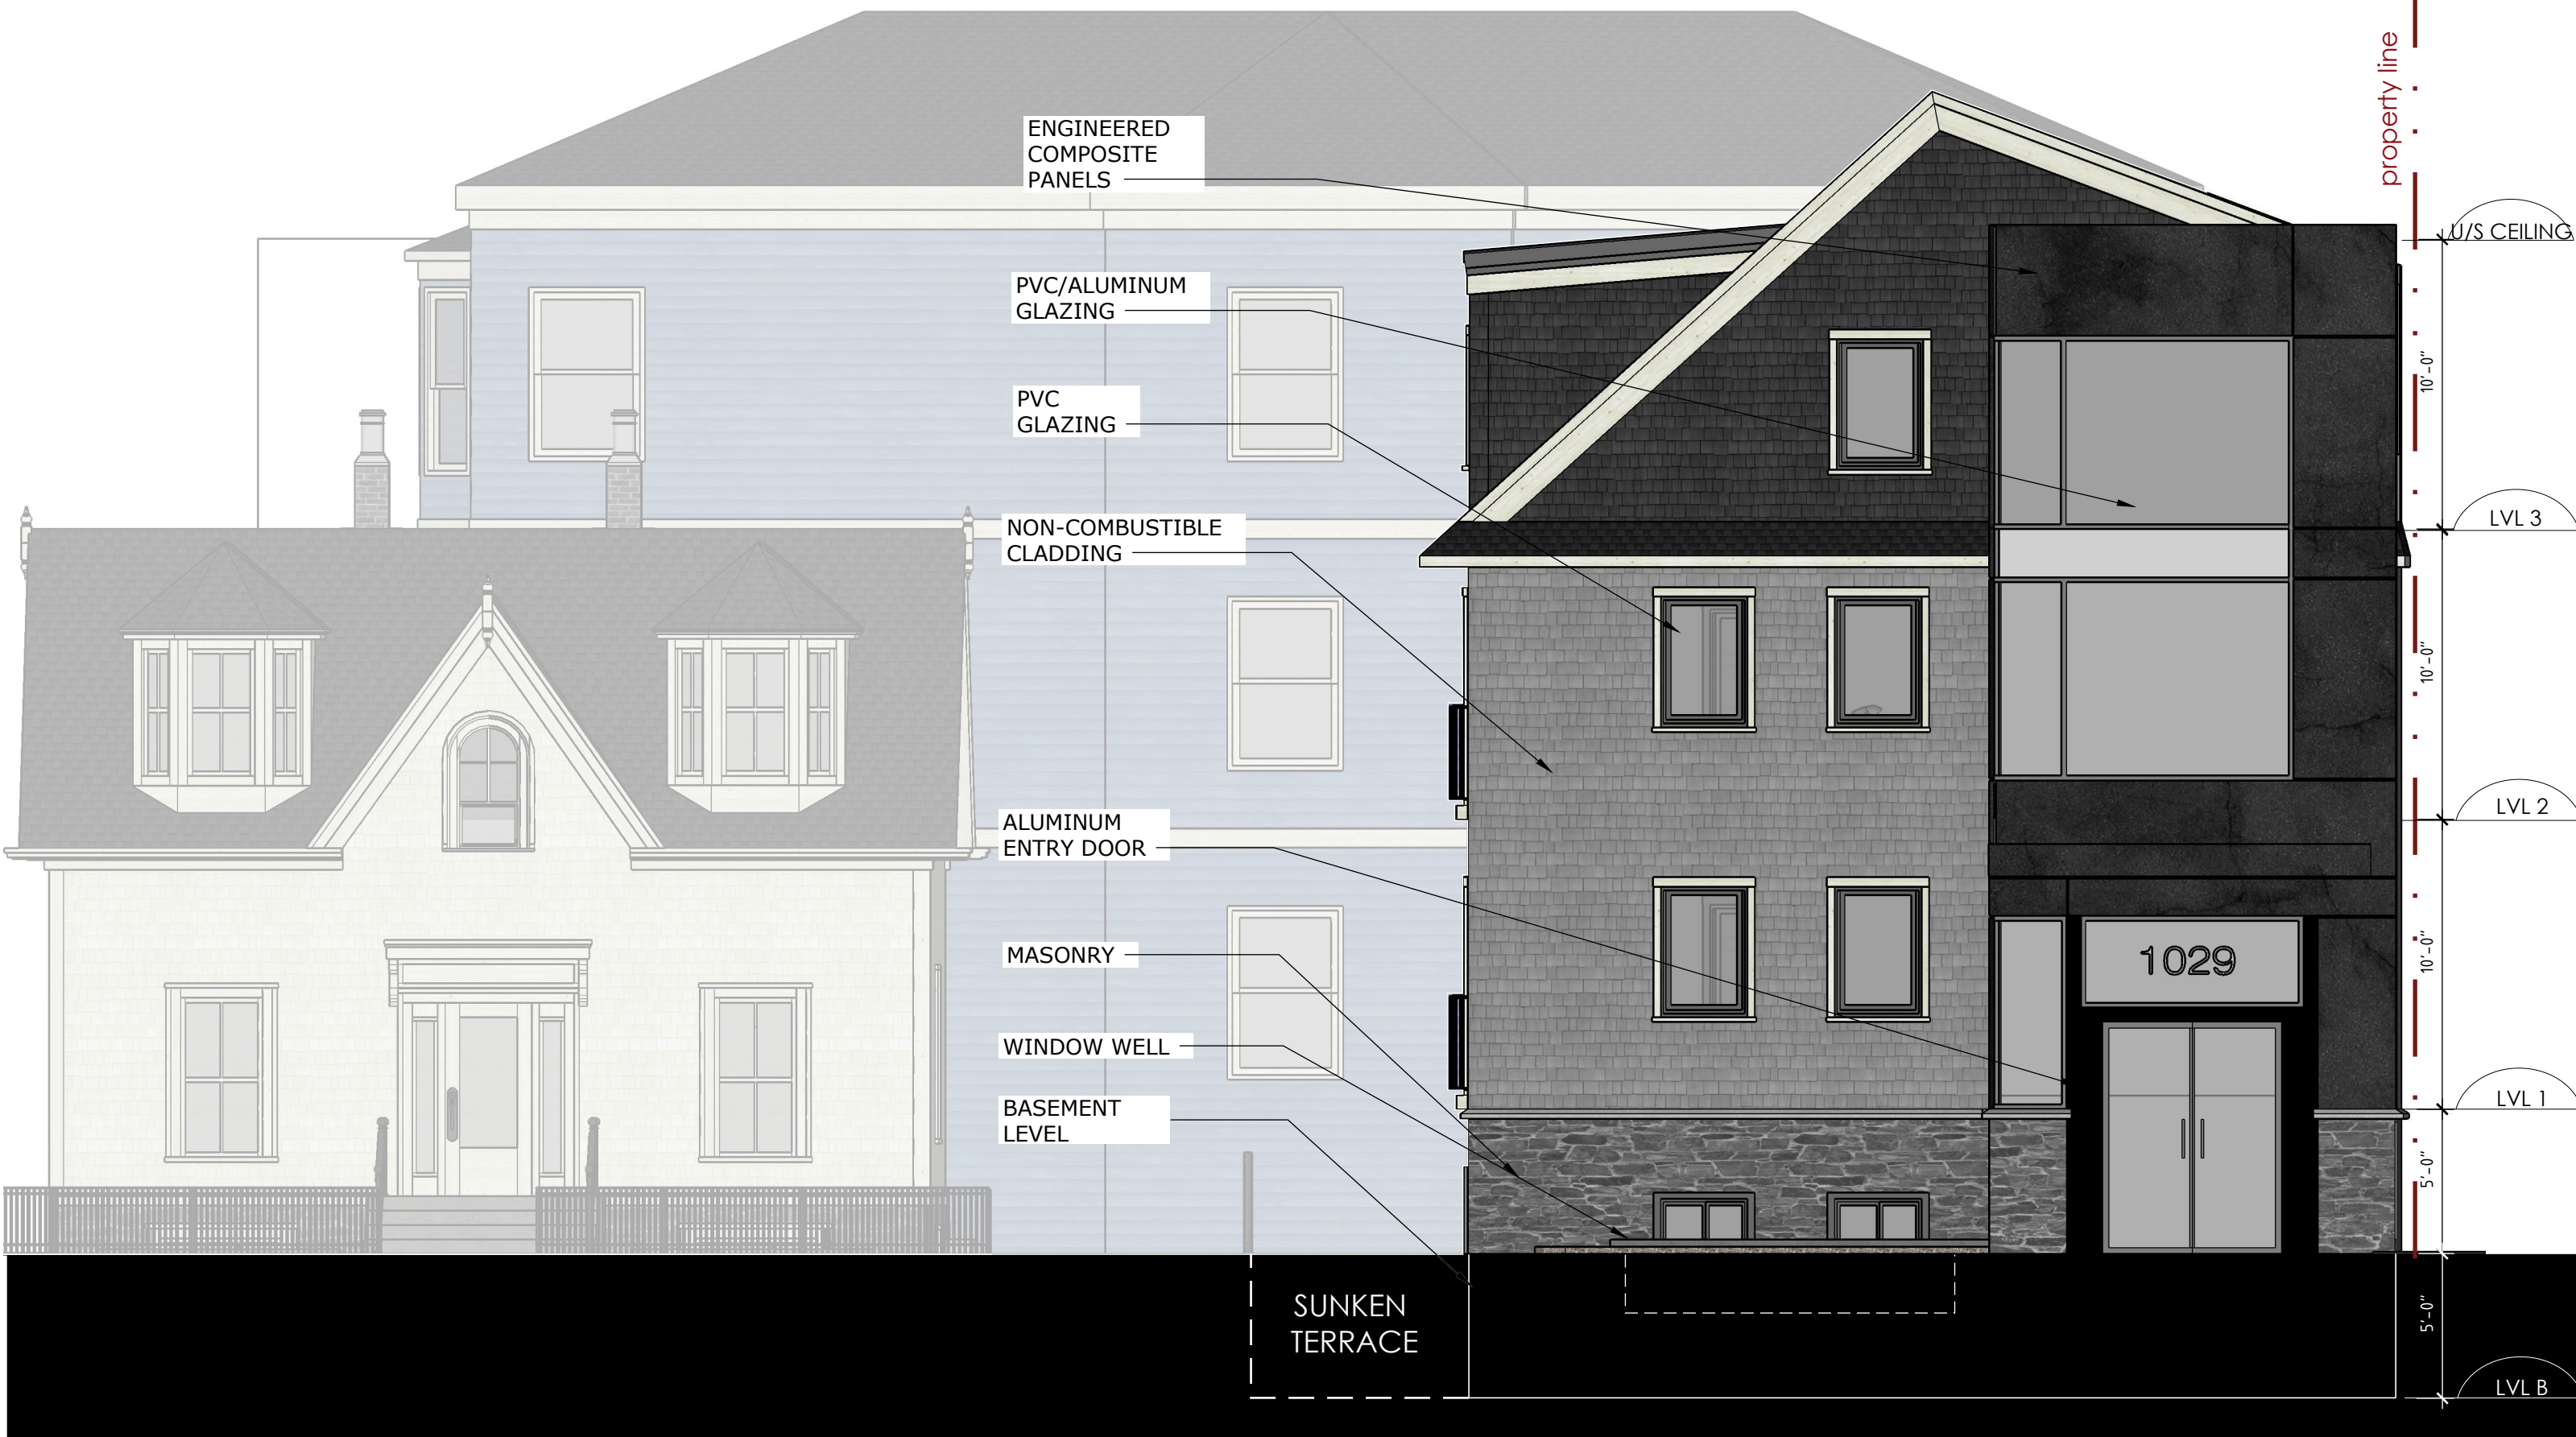 property line
ENGINEERED
COMPOSITE
PANELS
U/S CEILING
PVC/ALUMINUM
GLAZING
10'-0"
PVC
GLAZING
LVL 3
NON-COMBUSTIBLE
CLADDING
10'-0"
LVL 2
ALUMINUM
ENTRY DOOR
10'-0"
MASONRY
1029
WINDOW WELL
LVL 1
BASEMENT
LEVEL
5'-0"
SUNKEN
TERRACE
5'-0"
LVL B